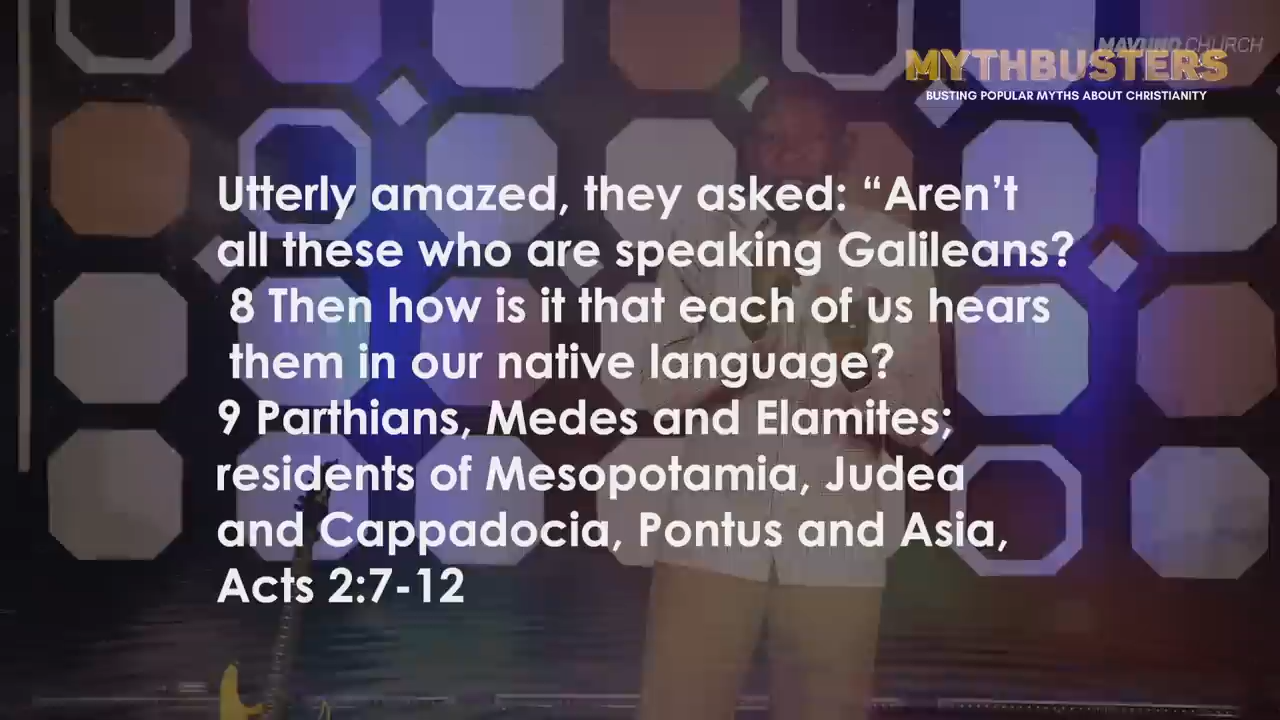 MAVUNO CHURCH
MYTHBUSTERS
BUSTING POPULAR MYTHS ABOUT CHRISTIANITY
Utterly amazed, they asked: “Aren’t
all these who are speaking Galileans?
8 Then how is it that each of us hears
them in our native language?
9 Parthians, Medes and Elamites;
residents of Mesopotamia, Judea
and Cappadocia, Pontus and Asia,
Acts 2:7-12